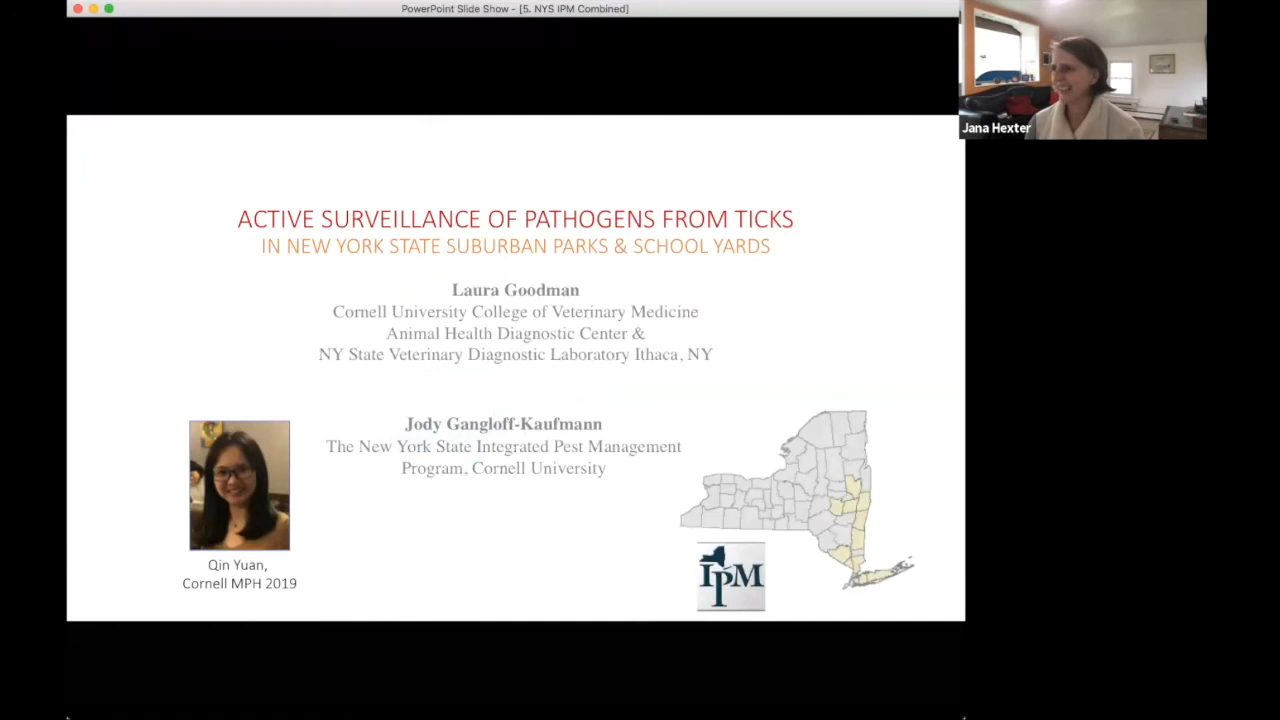 PowerPoint Slide Show - [5. NYS IPM Combined]
Jana Hexter
ACTIVE SURVEILLANCE OF PATHOGENS FROM TICKS
IN NEW YORK STATE SUBURBAN PARKS & SCHOOL YARDS
Laura Goodman
Cornell University College of Veterinary Medicine
Animal Health Diagnostic Center &
NY State Veterinary Diagnostic Laboratory Ithaca, NY
Jody Gangloff-Kaufmann
The New York State Integrated Pest Management
Program, Cornell University
Qin Yuan,
Cornell MPH 2019
IPM